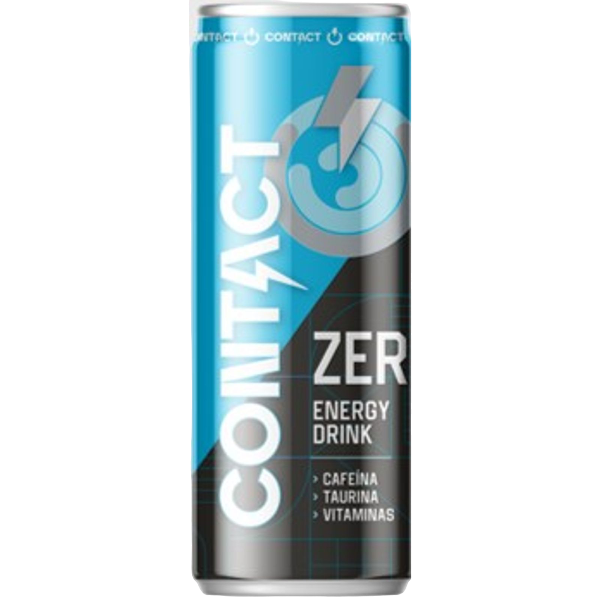 CONTACT CONTACT CONTACT
CONTACT
ZER
ENERGY
DRINK
› CAFEÍNA
› TAURINA
› VITAMINAS